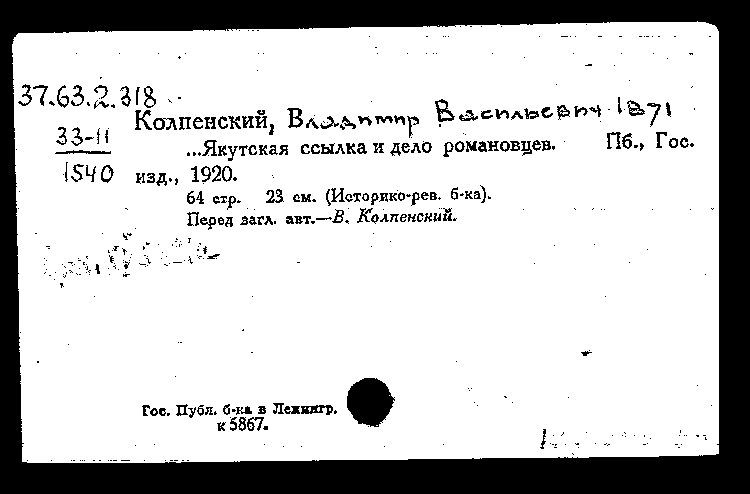 37.63.2.318
Колпенский, Владимир Васильевич 1871
33-11
1540
...Якутская ссылка и дело романовцев. Пб., Гос.
изд., 1920.
64 стр. 23 см. (Историко-рев. б-ка).
Перед загл. авт.—В. Колпенский.
Гос. Публ. б-ка в Ленингр.
к 5867.